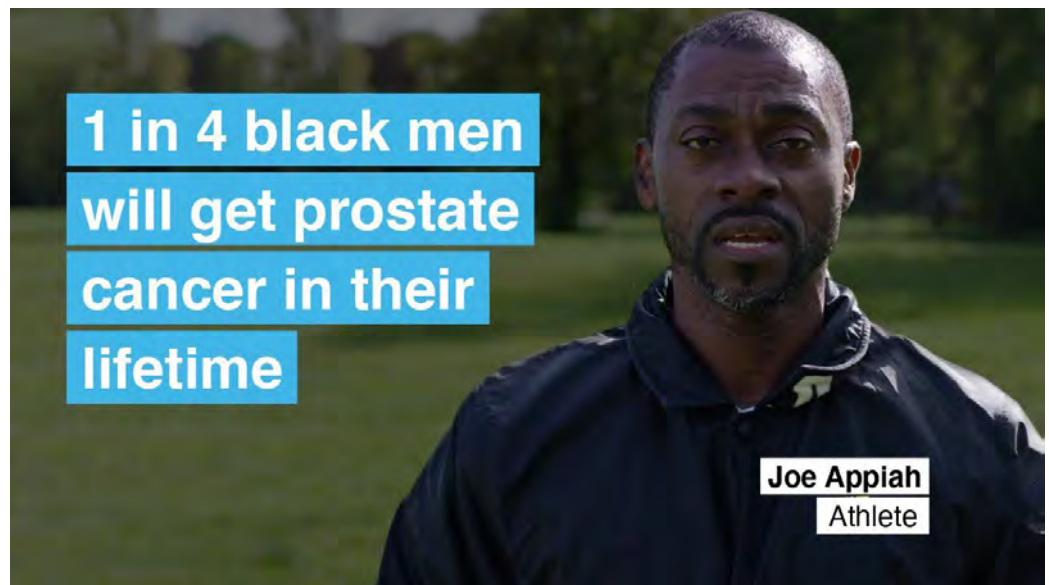 1 in 4 black men
will get prostate
cancer in their
lifetime
Joe Appiah
Athlete